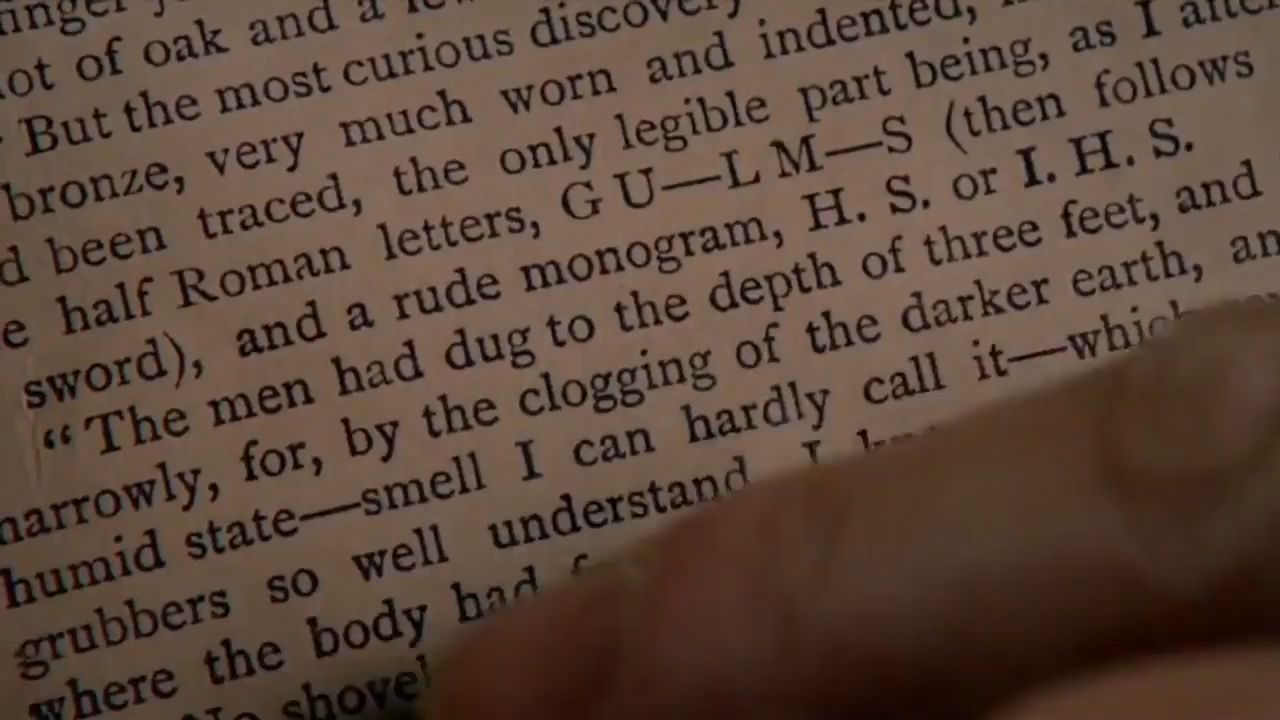 ot of oak and a
But the most curious discovery
bronze, very much worn and indented,
d been traced, the only legible part being, as I after
e half Roman letters, G U—L M—S (then follows
sword), and a rude monogram, H. S. or I. H. S.
"The men had dug to the depth of three feet, and
narrowly, for, by the clogging of the darker earth, an
humid state—smell I can hardly call it—which
grubbers so well understand. I
where the body had
No shovel